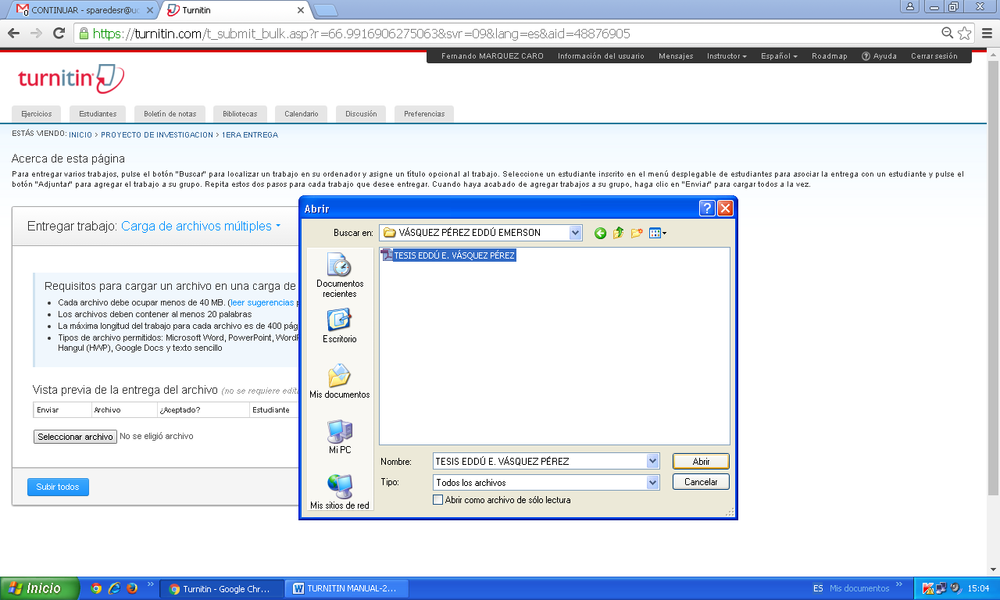 CONTINUAR - sparedesr@uc
Turnitin
https://turnitin.com/t_submit_bulk.asp?r=66.9916906275063&svr=09&lang=es&aid=48876905
Fernando MARQUEZ CARO Información del usuario Mensajes Instructor Español Roadmap Ayuda Cerrar sesión
turnitin
Ejercicios Estudiantes Boletín de notas Bibliotecas Calendario Discusión Preferencias
ESTÁS VIENDO: INICIO > PROYECTO DE INVESTIGACION > 1ERA ENTREGA
Acerca de esta página
Para entregar varios trabajos, pulse el botón "Buscar" para localizar un trabajo en su ordenador y asigne un título opcional al trabajo. Seleccione un estudiante inscrito en el menú desplegable de estudiantes para asociar la entrega con un estudiante y pulse el
botón "Adjuntar" para agregar el trabajo a su grupo. Repita estos dos pasos para cada trabajo que desee entregar. Cuando haya acabado de agregar trabajos a su grupo, haga clic en "Enviar" para cargar todos a la vez.
Entregar trabajo: Carga de archivos múltiples
Requisitos para cargar un archivo en una carga de
Cada archivo debe ocupar menos de 40 MB. (leer sugerencias
Los archivos deben contener al menos 20 palabras
La máxima longitud del trabajo para cada archivo es de 400 pág
Tipos de archivo permitidos: Microsoft Word, PowerPoint, WordP
Hangul (HWP), Google Docs y texto sencillo
Vista previa de la entrega del archivo (no se requiere edita
Enviar Archivo ¿Aceptado? Estudiante
Seleccionar archivo No se eligió archivo
Subir todos
Abrir
Buscar en: VÁSQUEZ PÉREZ EDDÚ EMERSON
TESIS EDDÚ E. VÁSQUEZ PÉREZ
Documentos
recientes
Escritorio
Mis documentos
Mi PC
Mis sitios de red
Nombre: TESIS EDDÚ E. VÁSQUEZ PÉREZ Abrir
Tipo: Todos los archivos Cancelar
Abrir como archivo de sólo lectura
Inicio Turnitin - Google Chr... TURNITIN MANUAL-2... ES Mis documentos 15:04